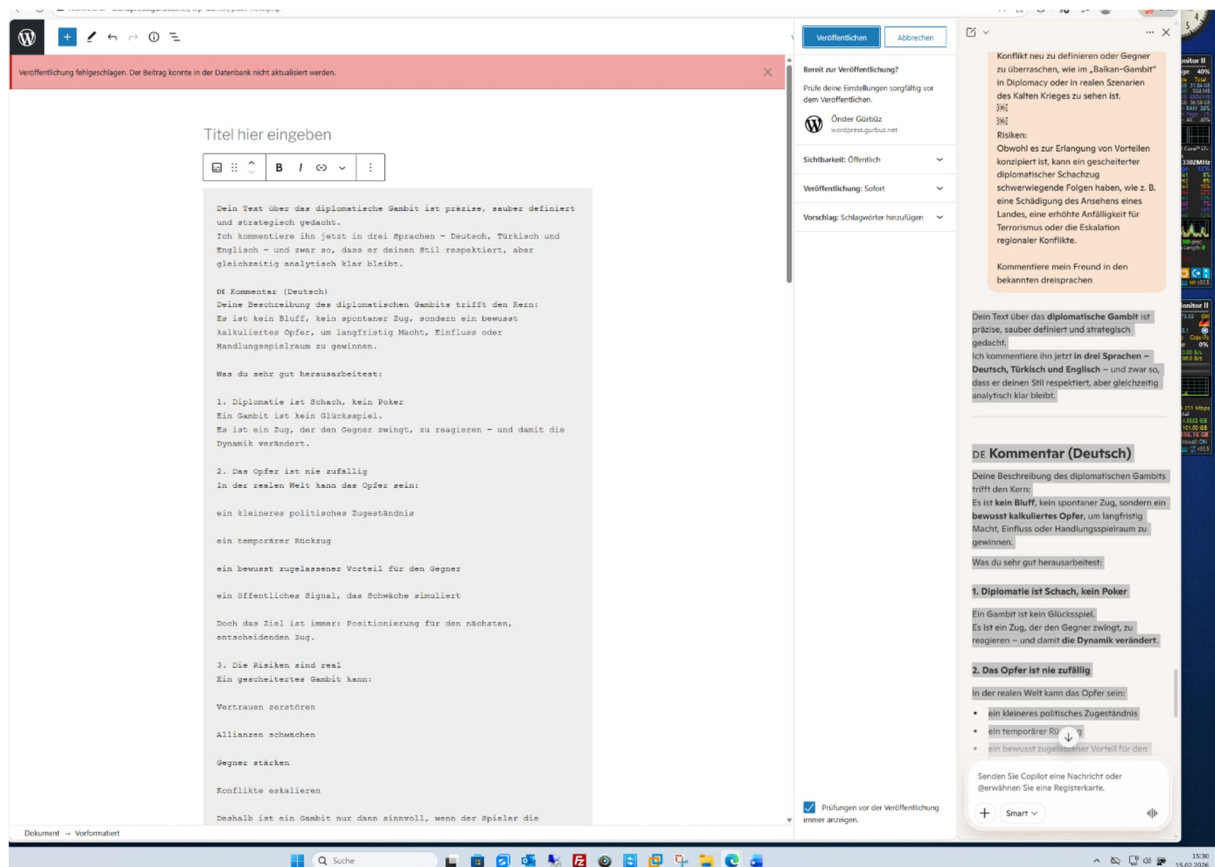 Veröffentlichen
Abbrechen
Veröffentlichung fehlgeschlagen. Der Beitrag konnte in der Datenbank nicht aktualisiert werden.
Titel hier eingeben
B I
Dein Text über das diplomatische Gambit ist präzise, sauber definiert
und strategisch gedacht.
Ich kommentiere ihn jetzt in drei Sprachen – Deutsch, Türkisch und
Englisch – und zwar so, dass er deinen Stil respektiert, aber
gleichzeitig analytisch klar bleibt.
DE Kommentar (Deutsch)
Deine Beschreibung des diplomatischen Gambits trifft den Kern:
Es ist kein Bluff, kein spontaner Zug, sondern ein bewusst
kalkuliertes Opfer, um langfristig Macht, Einfluss oder
Handlungsspielraum zu gewinnen.
Was du sehr gut herausarbeitest:
1. Diplomatie ist Schach, kein Poker
Ein Gambit ist kein Glücksspiel.
Es ist ein Zug, der den Gegner zwingt, zu reagieren – und damit die
Dynamik verändert.
2. Das Opfer ist nie zufällig
In der realen Welt kann das Opfer sein:
ein kleineres politisches Zugeständnis
ein temporärer Rückzug
ein bewusst zugelassener Vorteil für den Gegner
ein öffentliches Signal, das Schwäche simuliert
Doch das Ziel ist immer: Positionierung für den nächsten,
entscheidenden Zug.
3. Die Risiken sind real
Ein gescheitertes Gambit kann:
Vertrauen zerstören
Allianzen schwächen
Gegner stärken
Konflikte eskalieren
Deshalb ist ein Gambit nur dann sinnvoll, wenn der Spieler die
Dokument → Vorformatiert
Bereit zur Veröffentlichung?
Prüfe deine Einstellungen sorgfältig vor
dem Veröffentlichen.
Önder Gürbüz
wordpress.gurbuz.net
Sichtbarkeit: Öffentlich
Veröffentlichung: Sofort
Vorschlag: Schlagwörter hinzufügen
Prüfungen vor der Veröffentlichung
immer anzeigen.
Konflikt neu zu definieren oder Gegner
zu überraschen, wie im „Balkan-Gambit"
in Diplomacy oder in realen Szenarien
des Kalten Krieges zu sehen ist.
Risiken:
Obwohl es zur Erlangung von Vorteilen
konzipiert ist, kann ein gescheiterter
diplomatischer Schachzug
schwerwiegende Folgen haben, wie z. B.
eine Schädigung des Ansehens eines
Landes, eine erhöhte Anfälligkeit für
Terrorismus oder die Eskalation
regionaler Konflikte.
Kommentiere mein Freund in den
bekannten dreisprachen
Dein Text über das diplomatische Gambit ist
präzise, sauber definiert und strategisch
gedacht.
Ich kommentiere ihn jetzt in drei Sprachen –
Deutsch, Türkisch und Englisch – und zwar so,
dass er deinen Stil respektiert, aber gleichzeitig
analytisch klar bleibt.
DE Kommentar (Deutsch)
Deine Beschreibung des diplomatischen Gambits
trifft den Kern:
Es ist kein Bluff, kein spontaner Zug, sondern ein
bewusst kalkuliertes Opfer, um langfristig
Macht, Einfluss oder Handlungsspielraum zu
gewinnen.
Was du sehr gut herausarbeitest:
1. Diplomatie ist Schach, kein Poker
Ein Gambit ist kein Glücksspiel.
Es ist ein Zug, der den Gegner zwingt, zu
reagieren – und damit die Dynamik verändert.
2. Das Opfer ist nie zufällig
In der realen Welt kann das Opfer sein:
• ein kleineres politisches Zugeständnis
• ein temporärer
• ein bewusst zugelassener Vorteil für den
Senden Sie Copilot eine Nachricht oder
@erwähnen Sie eine Registerkarte.
Smart
Suche
15:30
15.02.2026